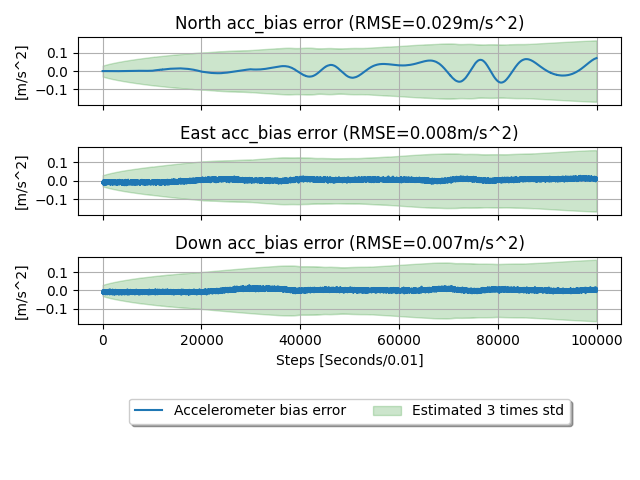 North acc_bias error (RMSE=0.029m/s^2)
[m/s^2]
0.1
0.0
−0.1
East acc_bias error (RMSE=0.008m/s^2)
[m/s^2]
0.1
0.0
−0.1
Down acc_bias error (RMSE=0.007m/s^2)
[m/s^2]
0.1
0.0
−0.1
0 20000 40000 60000 80000 100000
Steps [Seconds/0.01]
Accelerometer bias error Estimated 3 times std